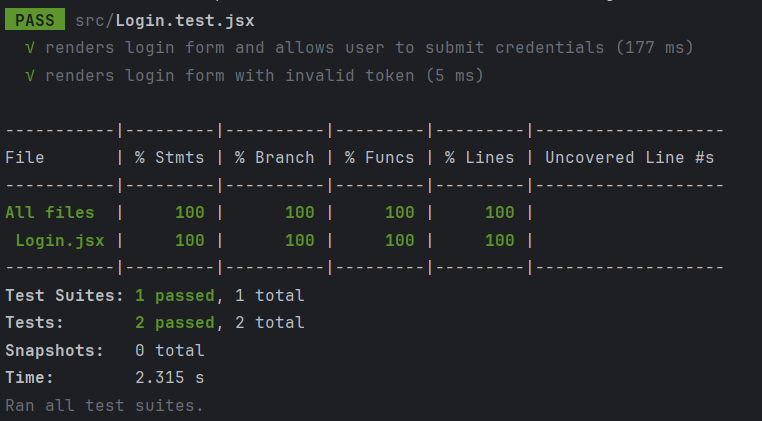 PASS src/Login.test.jsx
√ renders login form and allows user to submit credentials (177 ms)
√ renders login form with invalid token (5 ms)
-----------|---------|----------|---------|---------|-------------------
File       | % Stmts | % Branch | % Funcs | % Lines | Uncovered Line #s
-----------|---------|----------|---------|---------|-------------------
All files  |     100 |      100 |     100 |     100 |
 Login.jsx |     100 |      100 |     100 |     100 |
-----------|---------|----------|---------|---------|-------------------
Test Suites: 1 passed, 1 total
Tests:       2 passed, 2 total
Snapshots:   0 total
Time:        2.315 s
Ran all test suites.